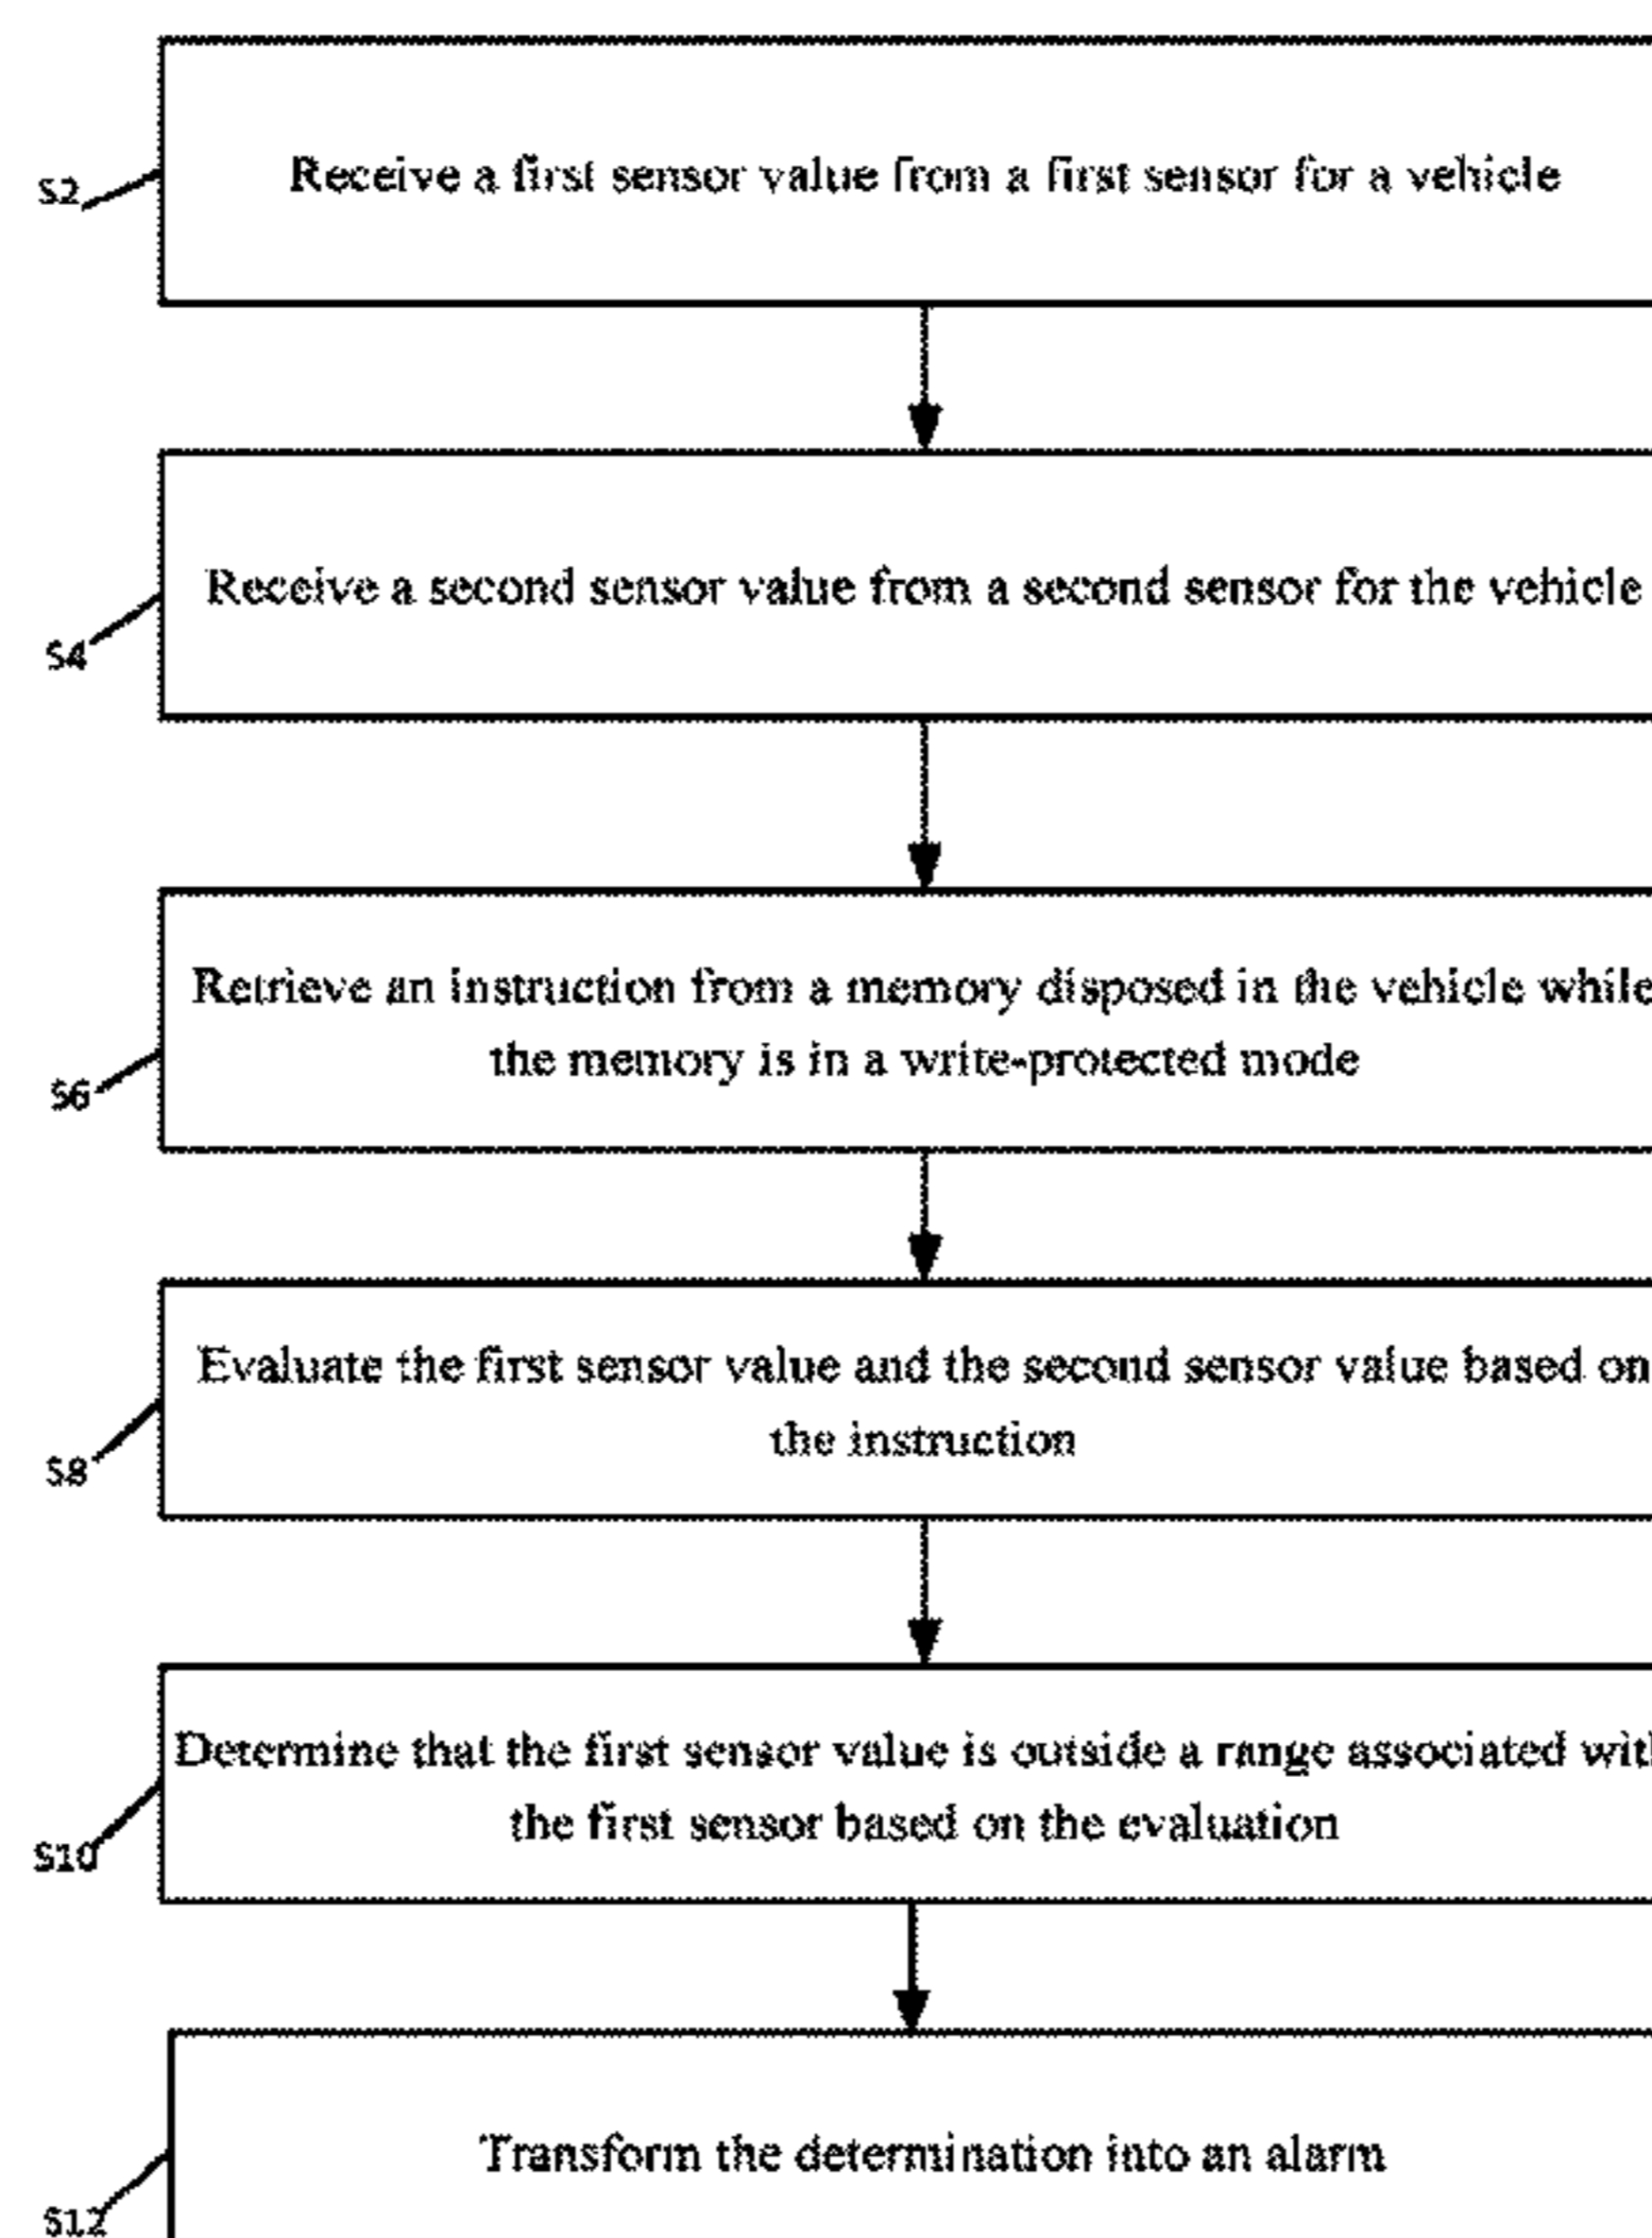 Receive a first sensor value from a first sensor for a vehicle
S2
Receive a second sensor value from a second sensor for the vehicle
S4
Retrieve an instruction from a memory disposed in the vehicle while
the memory is in a write-protected mode
S6
Evaluate the first sensor value and the second sensor value based on
the instruction
S8
Determine that the first sensor value is outside a range associated wit
the first sensor based on the evaluation
S10
Transform the determination into an alarm
S12